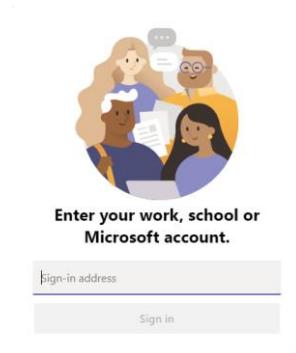 Enter your work, school or
Microsoft account.
Sign-in address
Sign in